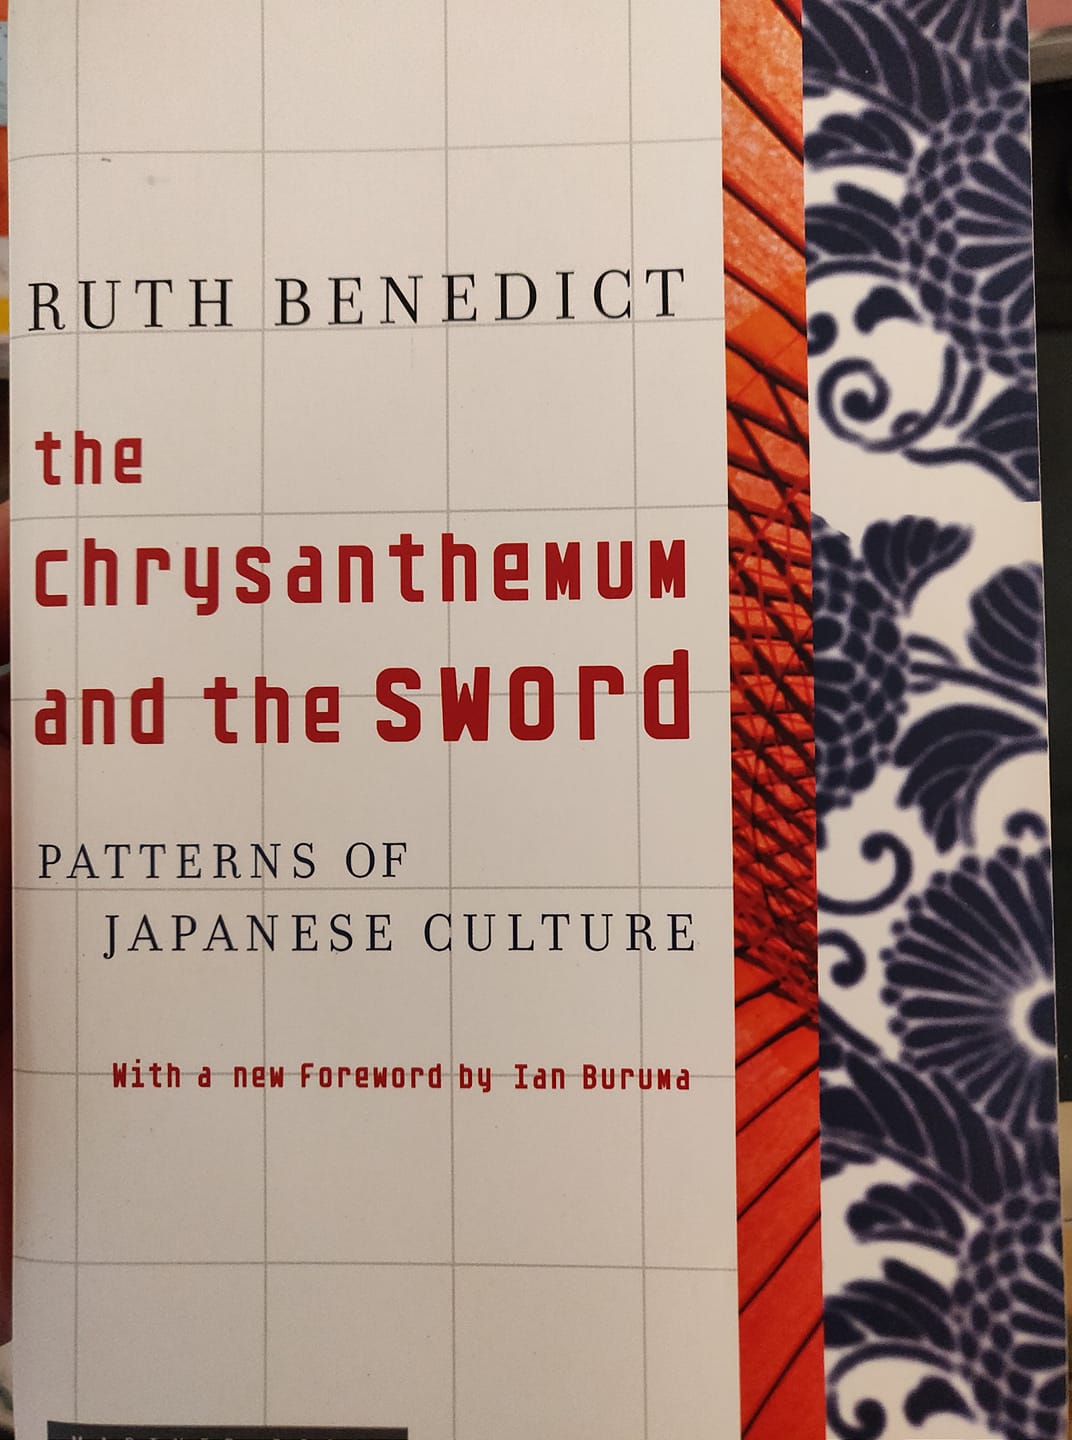 RUTH BENEDICT
the
chrysanthemum
and the sword
PATTERNS OF
JAPANESE CULTURE
With a new Foreword by Ian Buruma